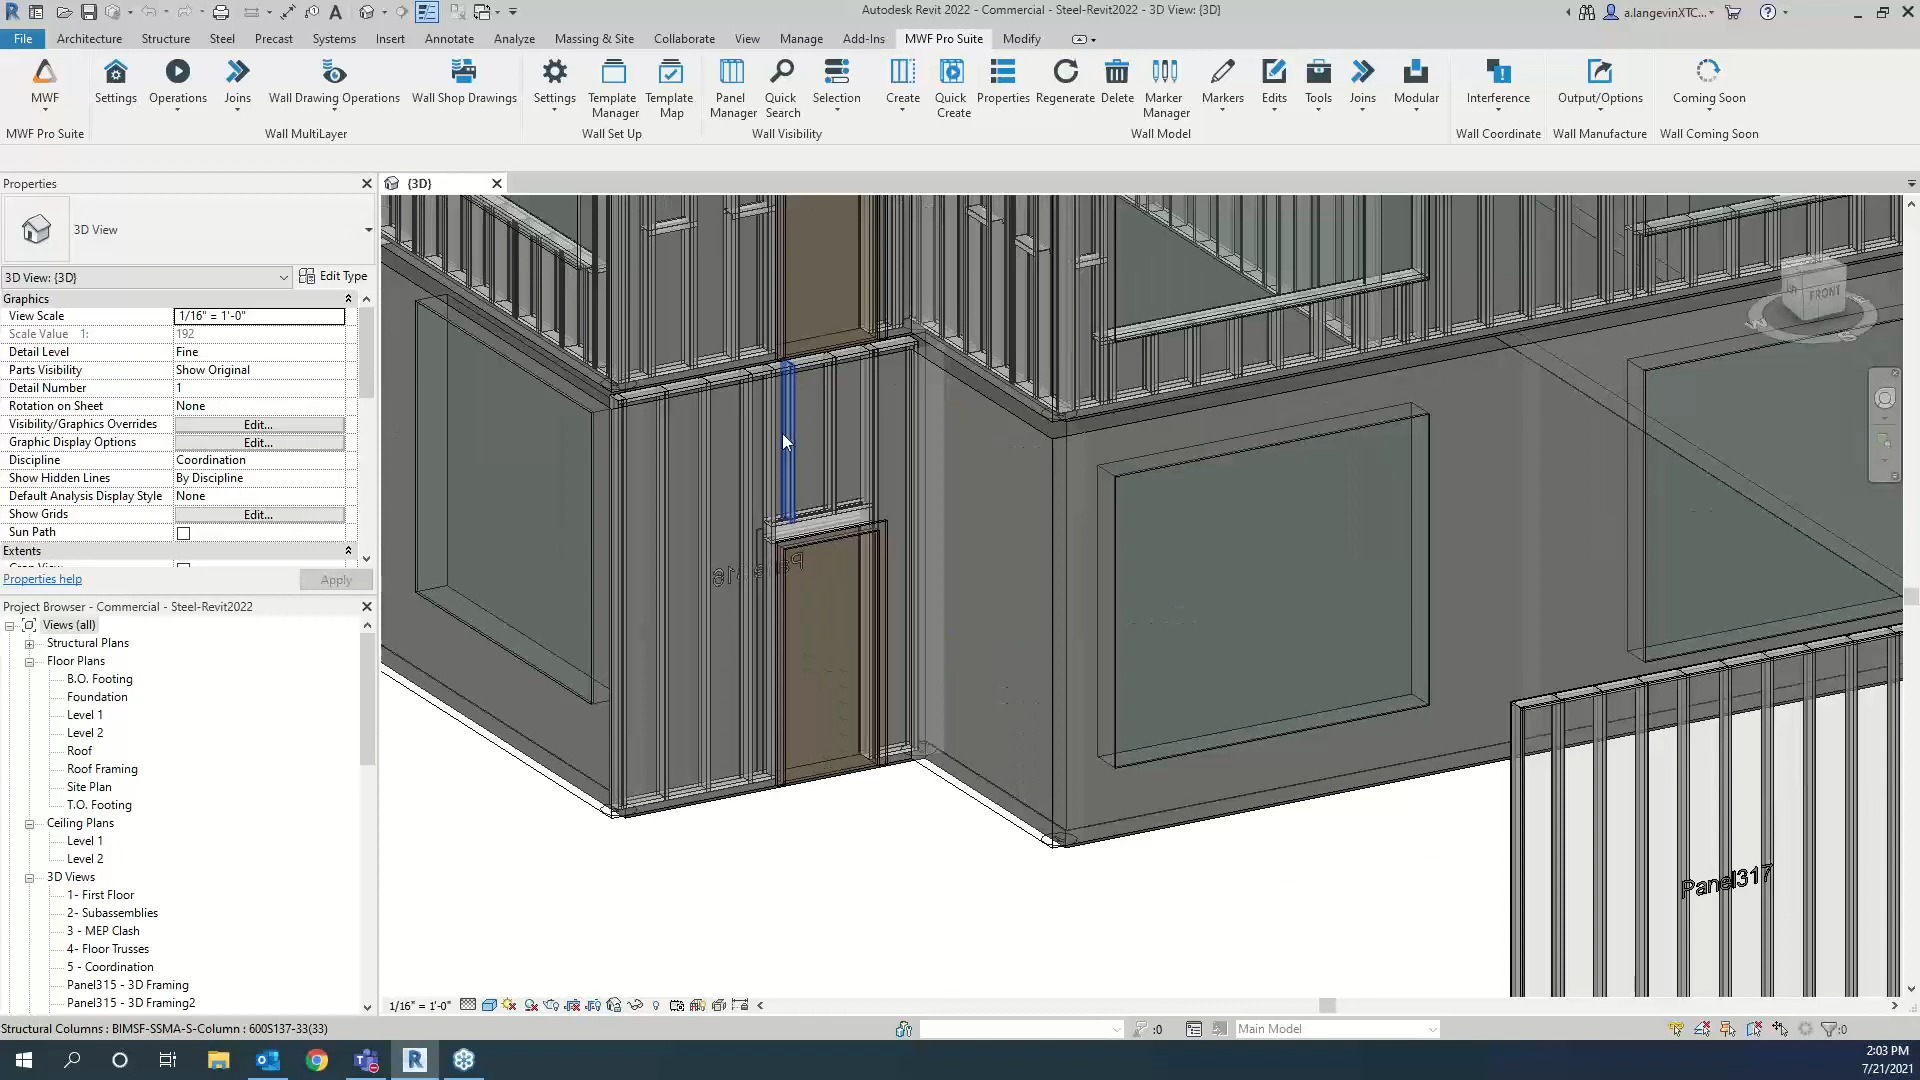 Autodesk Revit 2022 - Commercial - Steel-Revit2022 - 3D View: {3D}
a.langevinXTC...
File Architecture Structure Steel Precast Systems Insert Annotate Analyze Massing & Site Collaborate View Manage Add-Ins MWF Pro Suite Modify
MWF Settings Operations Joins Wall Drawing Operations Wall Shop Drawings Settings Template Manager Template Map Panel Manager Quick Search Selection Create Quick Create Properties Regenerate Delete Marker Manager Markers Edits Tools Joins Modular Interference Output/Options Coming Soon
MWF Pro Suite Wall MultiLayer Wall Set Up Wall Visibility Wall Model Wall Coordinate Wall Manufacture Wall Coming Soon
Properties
{3D}
3D View
3D View: {3D} Edit Type
Graphics
View Scale 1/16" = 1'-0"
Scale Value 1: 192
Detail Level Fine
Parts Visibility Show Original
Detail Number 1
Rotation on Sheet None
Visibility/Graphics Overrides Edit...
Graphic Display Options Edit...
Discipline Coordination
Show Hidden Lines By Discipline
Default Analysis Display Style None
Show Grids Edit...
Sun Path
Extents
Crop View
Properties help Apply
Project Browser - Commercial - Steel-Revit2022
Views (all)
Structural Plans
Floor Plans
B.O. Footing
Foundation
Level 1
Level 2
Roof
Roof Framing
Site Plan
T.O. Footing
Ceiling Plans
Level 1
Level 2
3D Views
1- First Floor
2- Subassemblies
3 - MEP Clash
4- Floor Trusses
5 - Coordination
Panel315 - 3D Framing
Panel315 - 3D Framing2
FRONT
W
S
Panel317
1/16" = 1'-0"
Structural Columns : BIMSF-SSMA-S-Column : 600S137-33(33)
:0
Main Model
:0
2:03 PM
7/21/2021